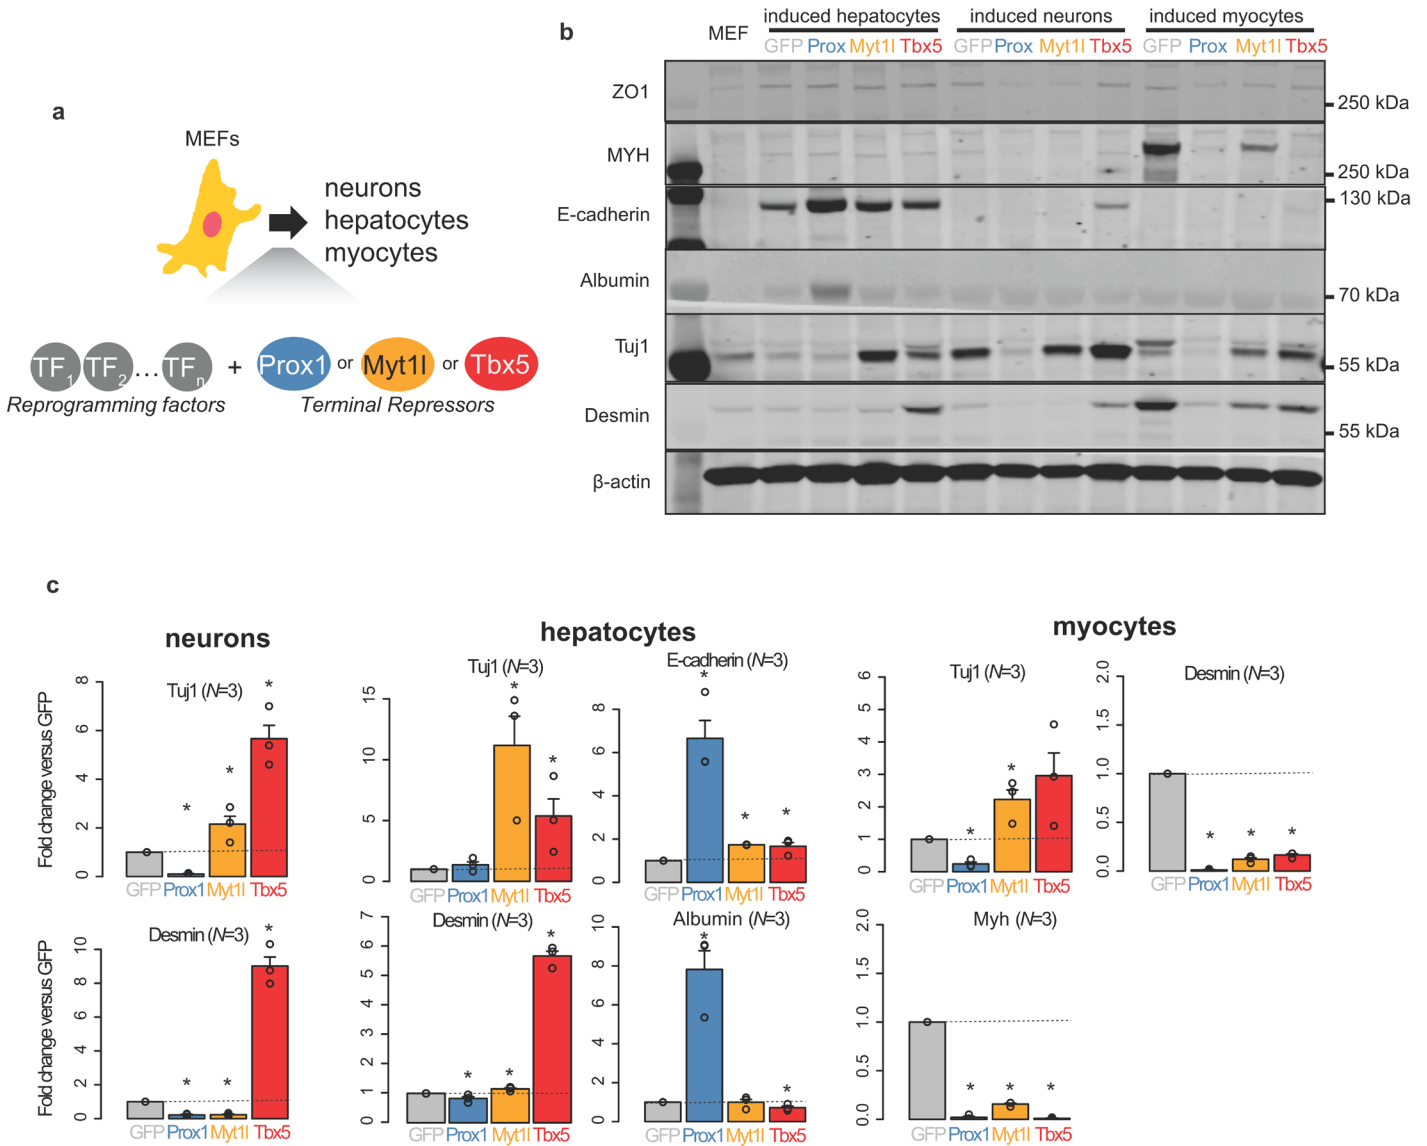 a
MEFs
neurons
hepatocytes
myocytes
TF1 TF2 ... TFn + Prox1 or Myt1l or Tbx5
Reprogramming factors Terminal Repressors
b
induced hepatocytes induced neurons induced myocytes
MEF GFP Prox Myt1l Tbx5 GFP Prox Myt1l Tbx5 GFP Prox Myt1l Tbx5
ZO1 250 kDa
MYH 250 kDa
E-cadherin 130 kDa
Albumin 70 kDa
Tuj1 55 kDa
Desmin 55 kDa
β-actin
c
neurons
Tuj1 (N=3)
*
*
*
Fold change versus GFP
0 2 4 6 8
GFP Prox1 Myt1l Tbx5
Desmin (N=3)
*
*
*
Fold change versus GFP
0 2 4 6 8 10
GFP Prox1 Myt1l Tbx5
hepatocytes
Tuj1 (N=3)
*
*
0 5 10 15
GFP Prox1 Myt1l Tbx5
E-cadherin (N=3)
*
*
*
0 2 4 6 8
GFP Prox1 Myt1l Tbx5
Desmin (N=3)
*
*
*
0 1 2 3 4 5 6 7
GFP Prox1 Myt1l Tbx5
Albumin (N=3)
*
*
0 2 4 6 8 10
GFP Prox1 Myt1l Tbx5
myocytes
Tuj1 (N=3)
*
*
0 1 2 3 4 5 6
GFP Prox1 Myt1l Tbx5
Desmin (N=3)
*
*
*
0.0 0.5 1.0 1.5 2.0
GFP Prox1 Myt1l Tbx5
Myh (N=3)
*
*
*
0.0 0.5 1.0 1.5 2.0
GFP Prox1 Myt1l Tbx5